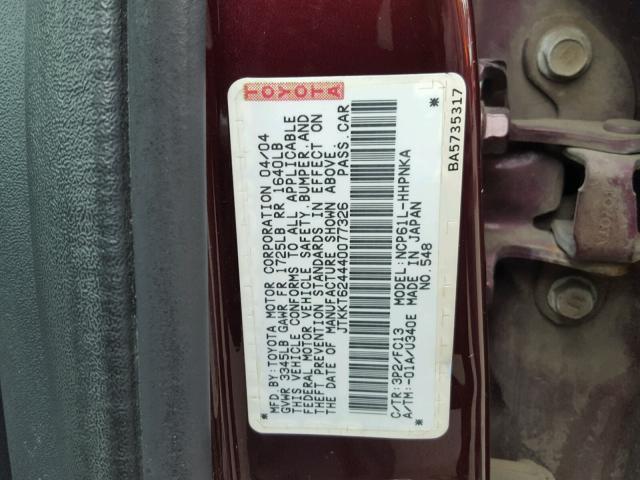 TOYOTA
MFD. BY: TOYOTA MOTOR CORPORATION 04/04
GVWR 3345LB GAWR FR 1725LB RR 1640LB
THIS VEHICLE CONFORMS TO ALL APPLICABLE
FEDERAL MOTOR VEHICLE SAFETY, BUMPER, AND
THEFT PREVENTION STANDARDS IN EFFECT ON
THE DATE OF MANUFACTURE SHOWN ABOVE.
JTKKT624440077326 PASS. CAR
C/TR: 3P2/FC13 MODEL: NCP61L-HHPNKA
A/TM: -01A/U340E MADE IN JAPAN
NO. 548
BA5735317